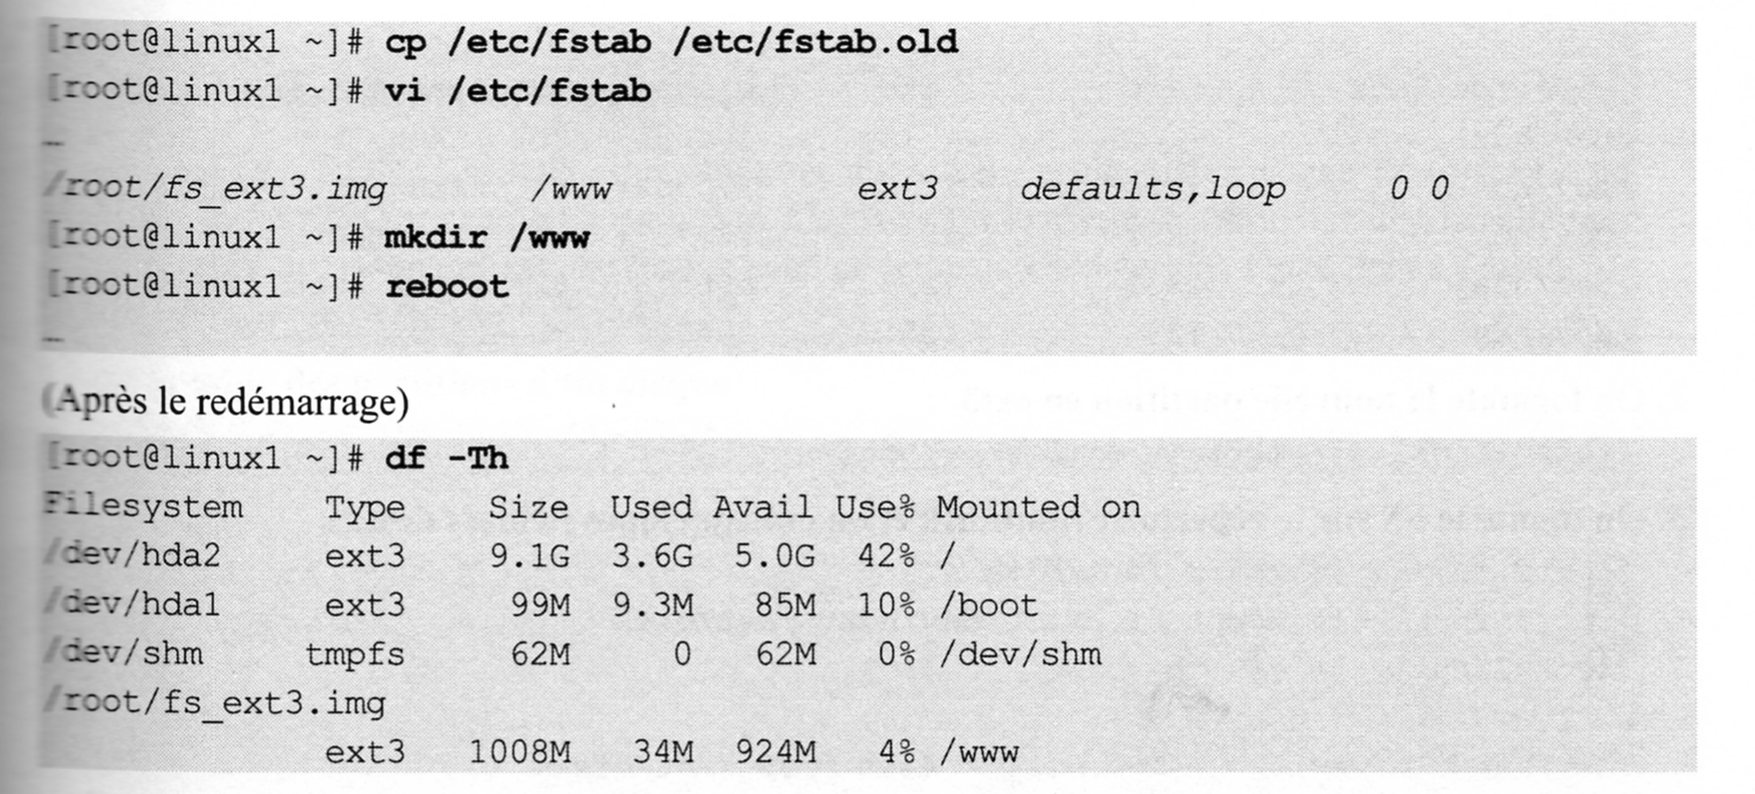 [root@linux1 ~]# cp /etc/fstab /etc/fstab.old
[root@linux1 ~]# vi /etc/fstab
…
/root/fs_ext3.img /www ext3 defaults,loop 0 0
[root@linux1 ~]# mkdir /www
[root@linux1 ~]# reboot
…
(Après le redémarrage)
[root@linux1 ~]# df -Th
Filesystem Type Size Used Avail Use% Mounted on
/dev/hda2 ext3 9.1G 3.6G 5.0G 42% /
/dev/hda1 ext3 99M 9.3M 85M 10% /boot
/dev/shm tmpfs 62M 0 62M 0% /dev/shm
/root/fs_ext3.img
ext3 1008M 34M 924M 4% /www